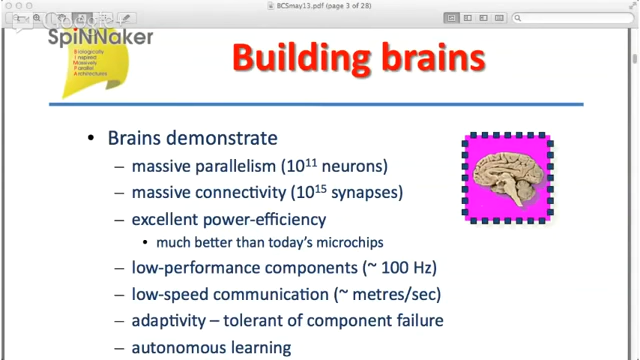 BCSmay13.pdf (page 3 of 28)
SpiNNaker
Biologically
Inspired
Massively
Parallel
Architectures
Building brains
• Brains demonstrate
– massive parallelism (10¹¹ neurons)
– massive connectivity (10¹⁵ synapses)
– excellent power-efficiency
• much better than today's microchips
– low-performance components (~ 100 Hz)
– low-speed communication (~ metres/sec)
– adaptivity – tolerant of component failure
– autonomous learning